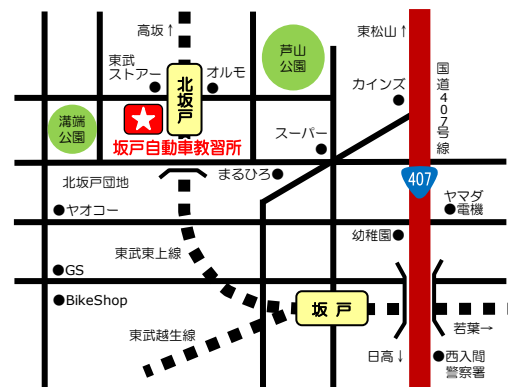 高坂↑
東松山↑
芦山
公園
東武
ストアー
オルモ
カインズ
国道407号線
北坂戸
溝端
公園
スーパー
坂戸自動車教習所
まるひろ
北坂戸団地
407
ヤマダ
電機
ヤオコー
幼稚園
東武東上線
GS
BikeShop
坂戸
東武越生線
若葉→
日高↓
西入間
警察署